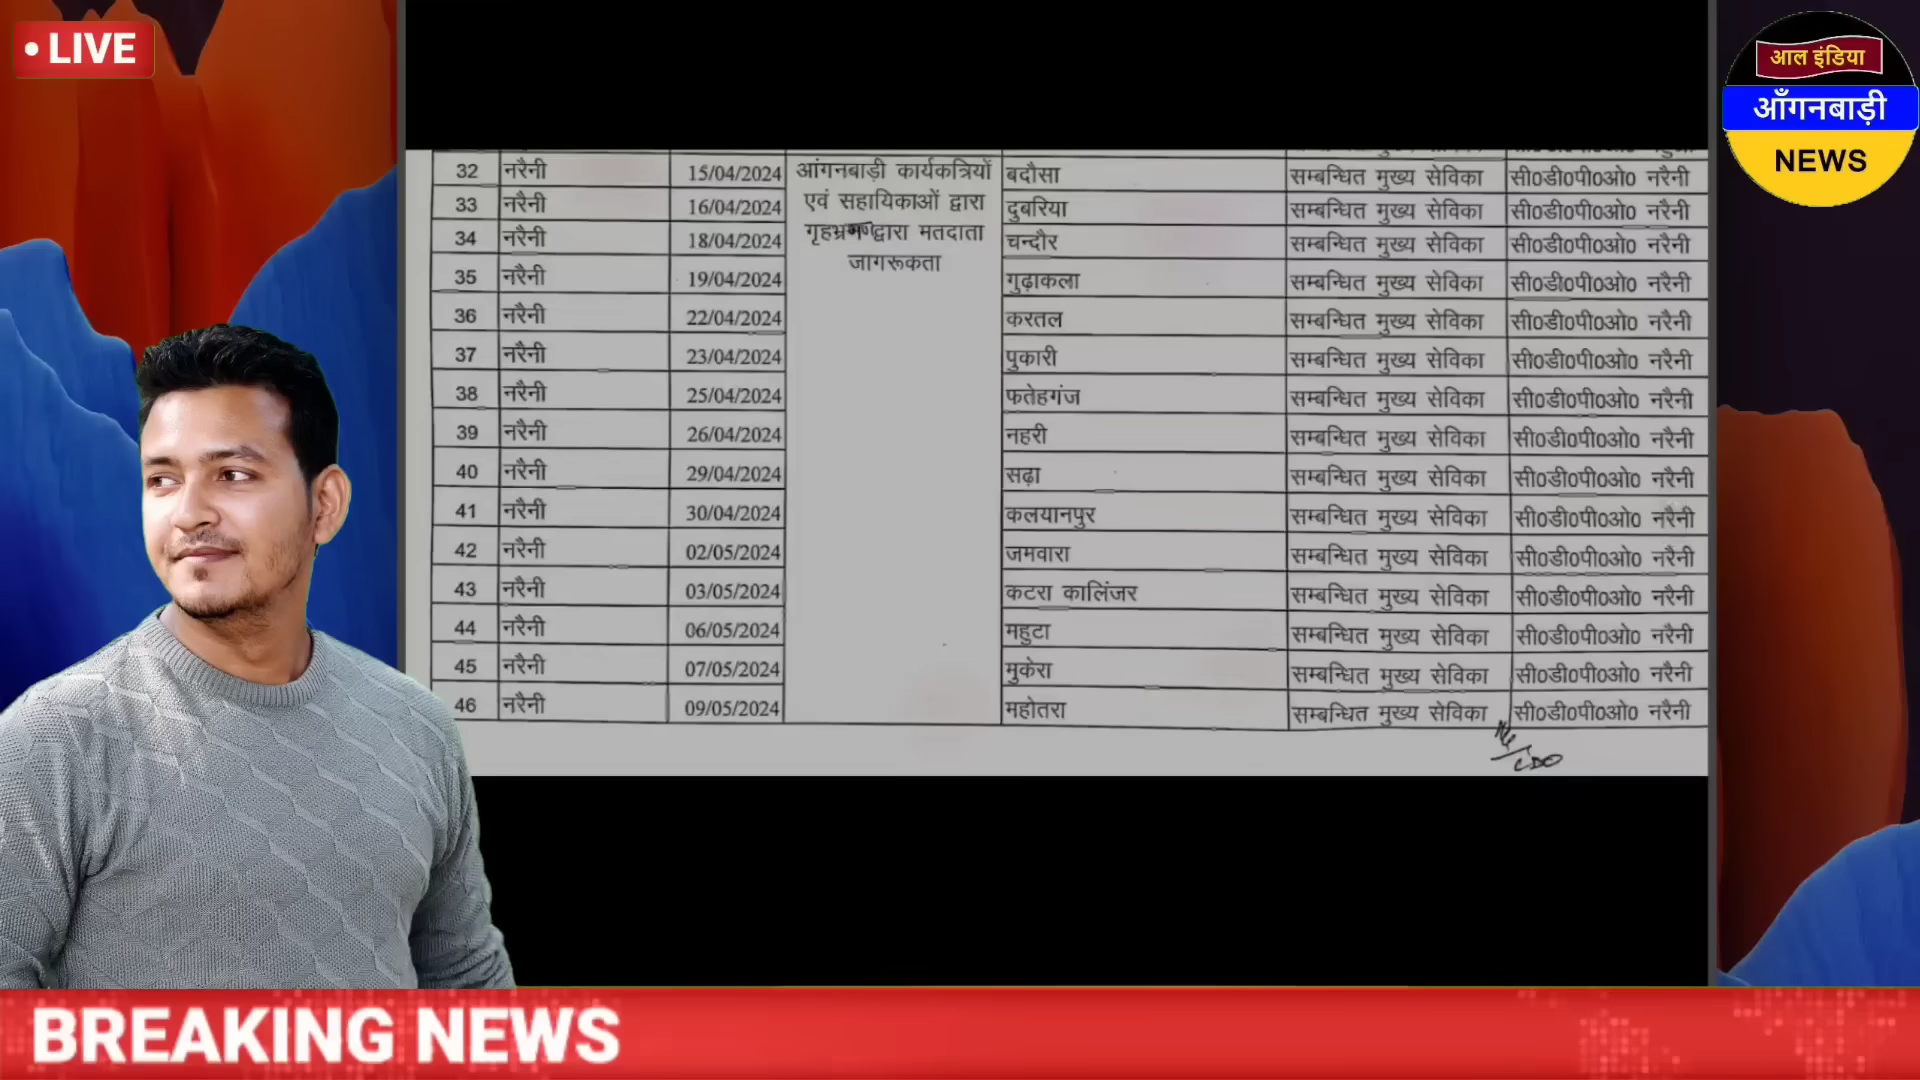 • LIVE
आल इंडिया
आँगनबाड़ी
NEWS
32 नरैनी 15/04/2024 आंगनबाड़ी कार्यकत्रियों बदौसा सम्बन्धित मुख्य सेविका सी0डी0पी0ओ0 नरैनी
33 नरैनी 16/04/2024 एवं सहायिकाओं द्वारा दुबरिया सम्बन्धित मुख्य सेविका सी0डी0पी0ओ0 नरैनी
34 नरैनी 18/04/2024 गृहभ्रमण द्वारा मतदाता चन्दौर सम्बन्धित मुख्य सेविका सी0डी0पी0ओ0 नरैनी
35 नरैनी 19/04/2024 जागरूकता गुढ़ाकला सम्बन्धित मुख्य सेविका सी0डी0पी0ओ0 नरैनी
36 नरैनी 22/04/2024 करतल सम्बन्धित मुख्य सेविका सी0डी0पी0ओ0 नरैनी
37 नरैनी 23/04/2024 पुकारी सम्बन्धित मुख्य सेविका सी0डी0पी0ओ0 नरैनी
38 नरैनी 25/04/2024 फतेहगंज सम्बन्धित मुख्य सेविका सी0डी0पी0ओ0 नरैनी
39 नरैनी 26/04/2024 नहरी सम्बन्धित मुख्य सेविका सी0डी0पी0ओ0 नरैनी
40 नरैनी 29/04/2024 सढ़ा सम्बन्धित मुख्य सेविका सी0डी0पी0ओ0 नरैनी
41 नरैनी 30/04/2024 कलयानपुर सम्बन्धित मुख्य सेविका सी0डी0पी0ओ0 नरैनी
42 नरैनी 02/05/2024 जमवारा सम्बन्धित मुख्य सेविका सी0डी0पी0ओ0 नरैनी
43 नरैनी 03/05/2024 कटरा कालिंजर सम्बन्धित मुख्य सेविका सी0डी0पी0ओ0 नरैनी
44 नरैनी 06/05/2024 महुटा सम्बन्धित मुख्य सेविका सी0डी0पी0ओ0 नरैनी
45 नरैनी 07/05/2024 मुकेरा सम्बन्धित मुख्य सेविका सी0डी0पी0ओ0 नरैनी
46 नरैनी 09/05/2024 महोतरा सम्बन्धित मुख्य सेविका सी0डी0पी0ओ0 नरैनी
CDO
BREAKING NEWS